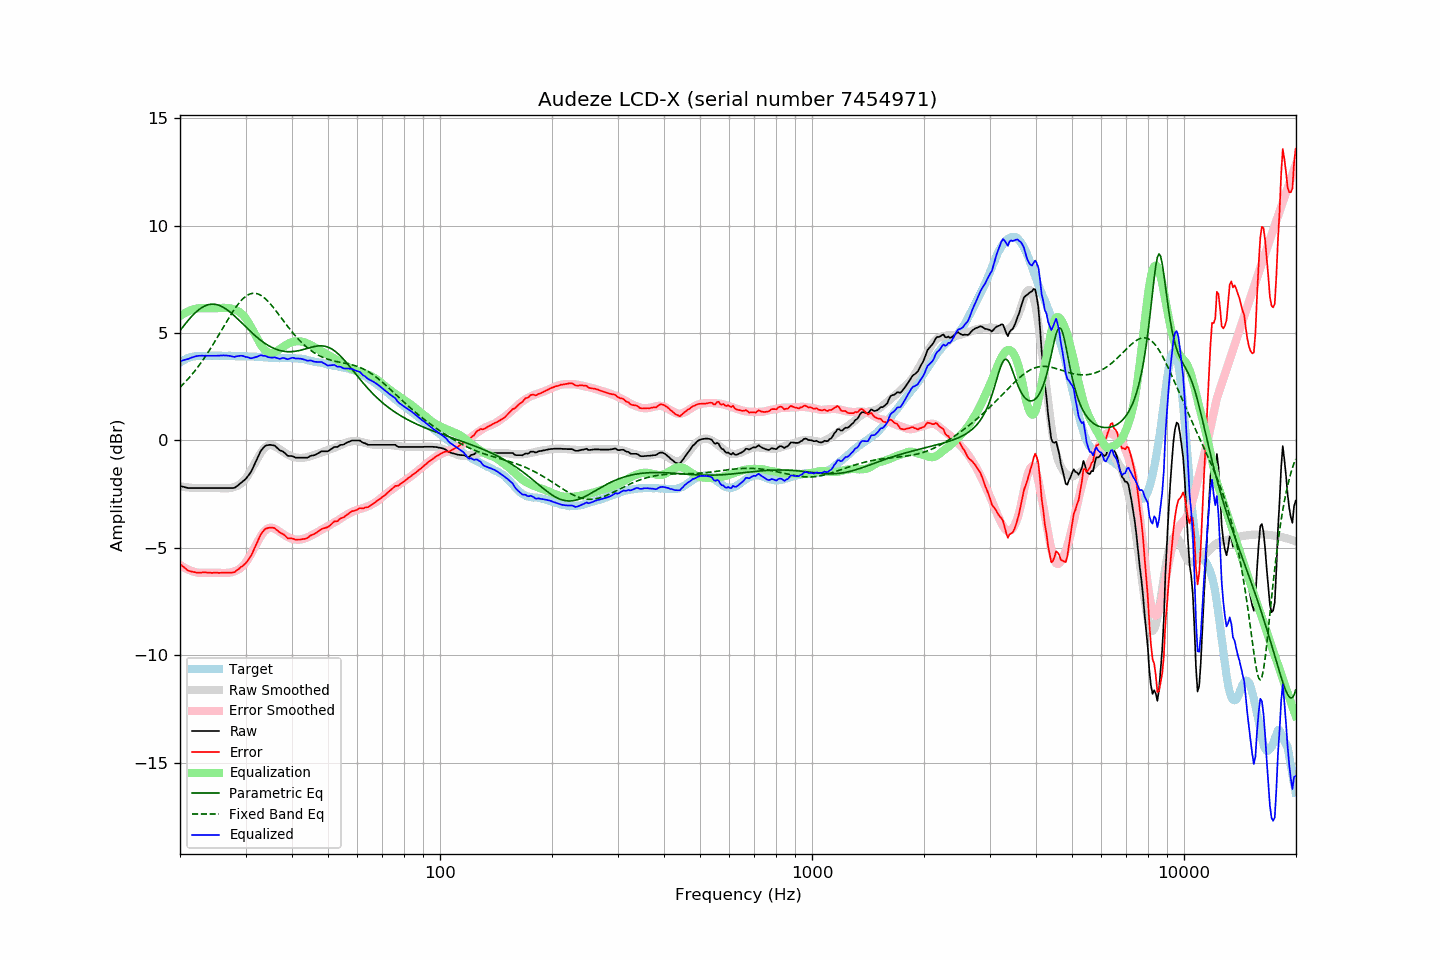 Audeze LCD-X (serial number 7454971)
15
10
5
0
−5
−10
−15
Amplitude (dBr)
Target
Raw Smoothed
Error Smoothed
Raw
Error
Equalization
Parametric Eq
Fixed Band Eq
Equalized
100
1000
10000
Frequency (Hz)